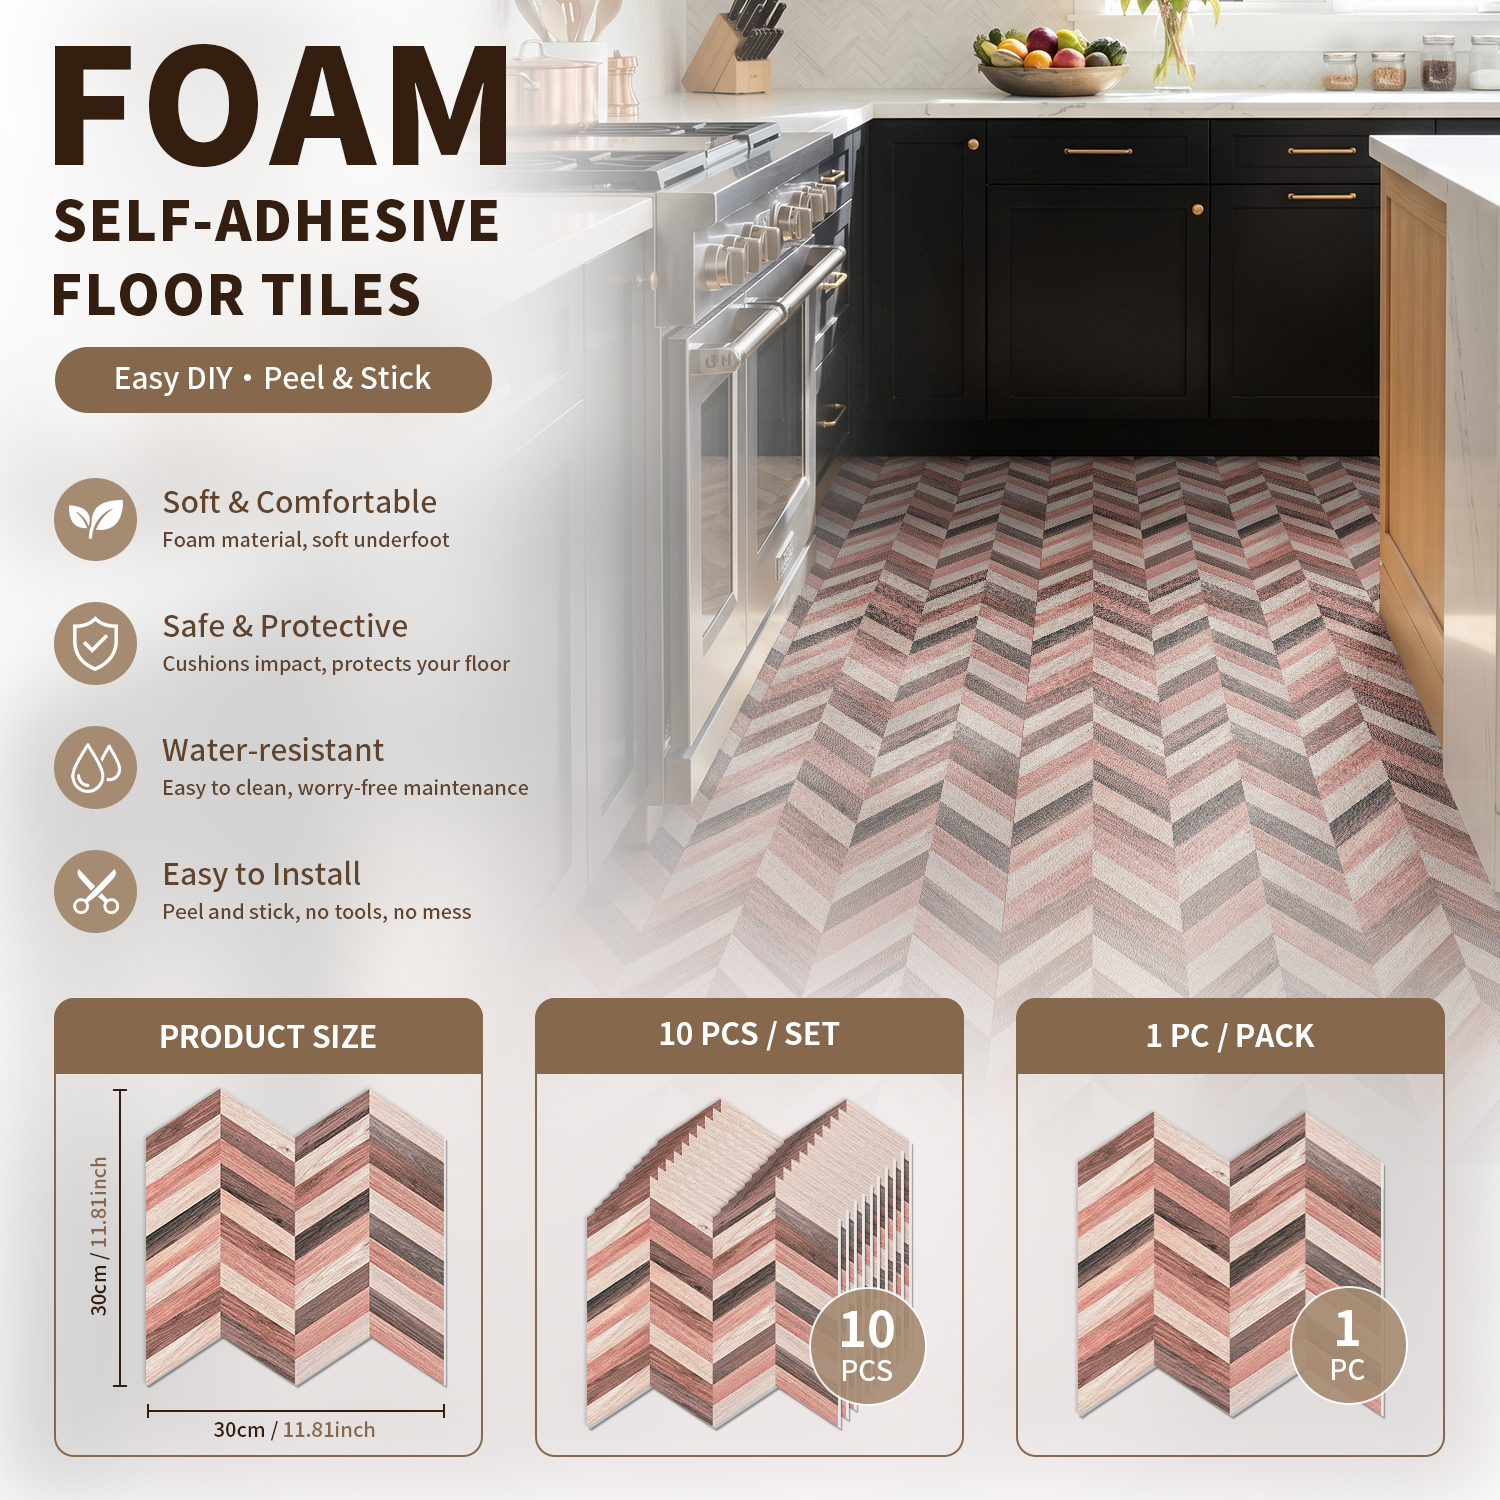 FOAM
SELF-ADHESIVE
FLOOR TILES
Easy DIY • Peel & Stick
Soft & Comfortable
Foam material, soft underfoot
Safe & Protective
Cushions impact, protects your floor
Water-resistant
Easy to clean, worry-free maintenance
Easy to Install
Peel and stick, no tools, no mess
PRODUCT SIZE
30cm / 11.81inch
30cm / 11.81inch
10 PCS / SET
10
PCS
1 PC / PACK
1
PC